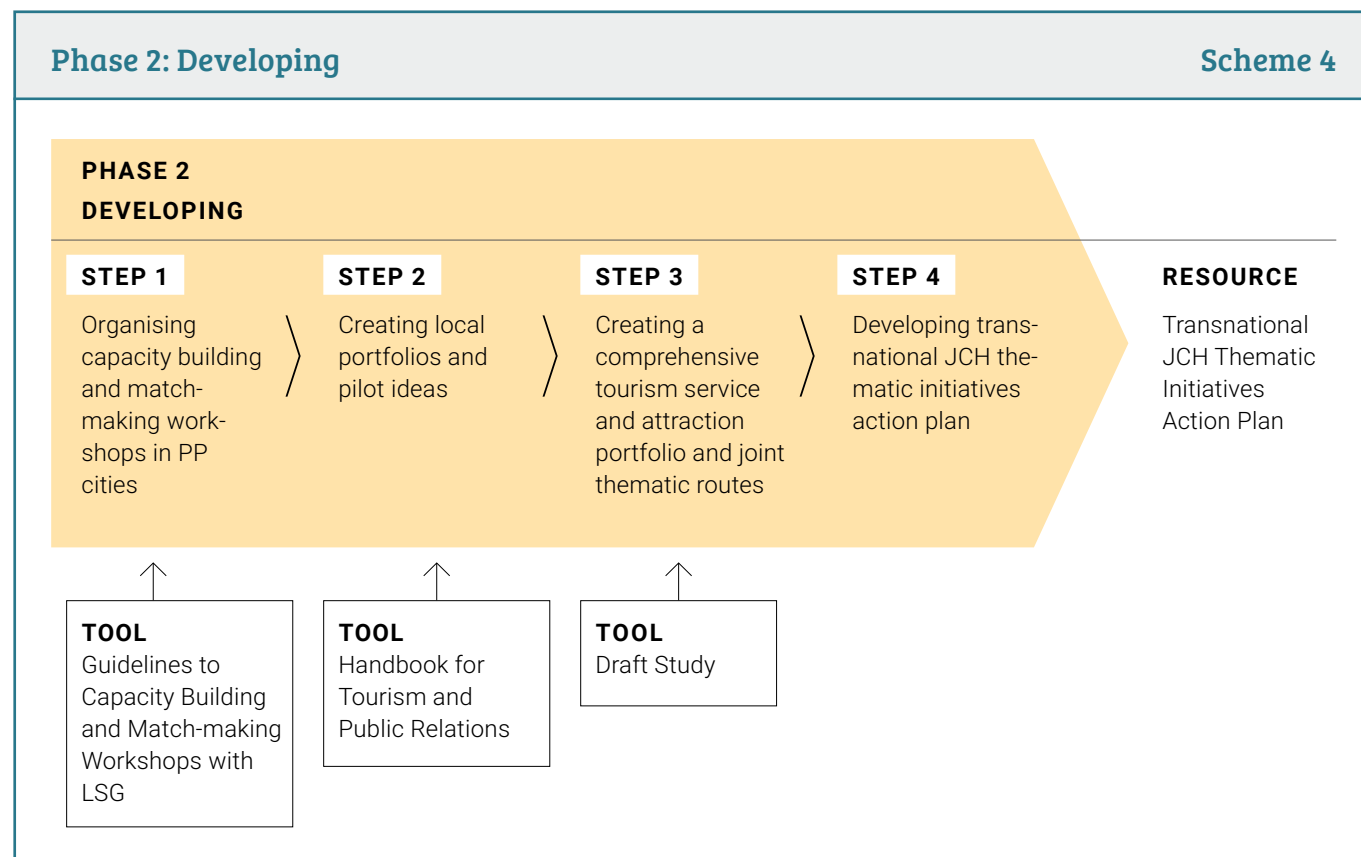 Phase 2: Developing
Scheme 4
PHASE 2
DEVELOPING
STEP 1
Organising
capacity building
and match-
making work-
shops in PP
cities
STEP 2
Creating local
portfolios and
pilot ideas
STEP 3
Creating a
comprehensive
tourism service
and attraction
portfolio and joint
thematic routes
STEP 4
Developing trans-
national JCH the-
matic initiatives
action plan
RESOURCE
Transnational
JCH Thematic
Initiatives
Action Plan
TOOL
Guidelines to
Capacity Building
and Match-making
Workshops with
LSG
TOOL
Handbook for
Tourism and
Public Relations
TOOL
Draft Study